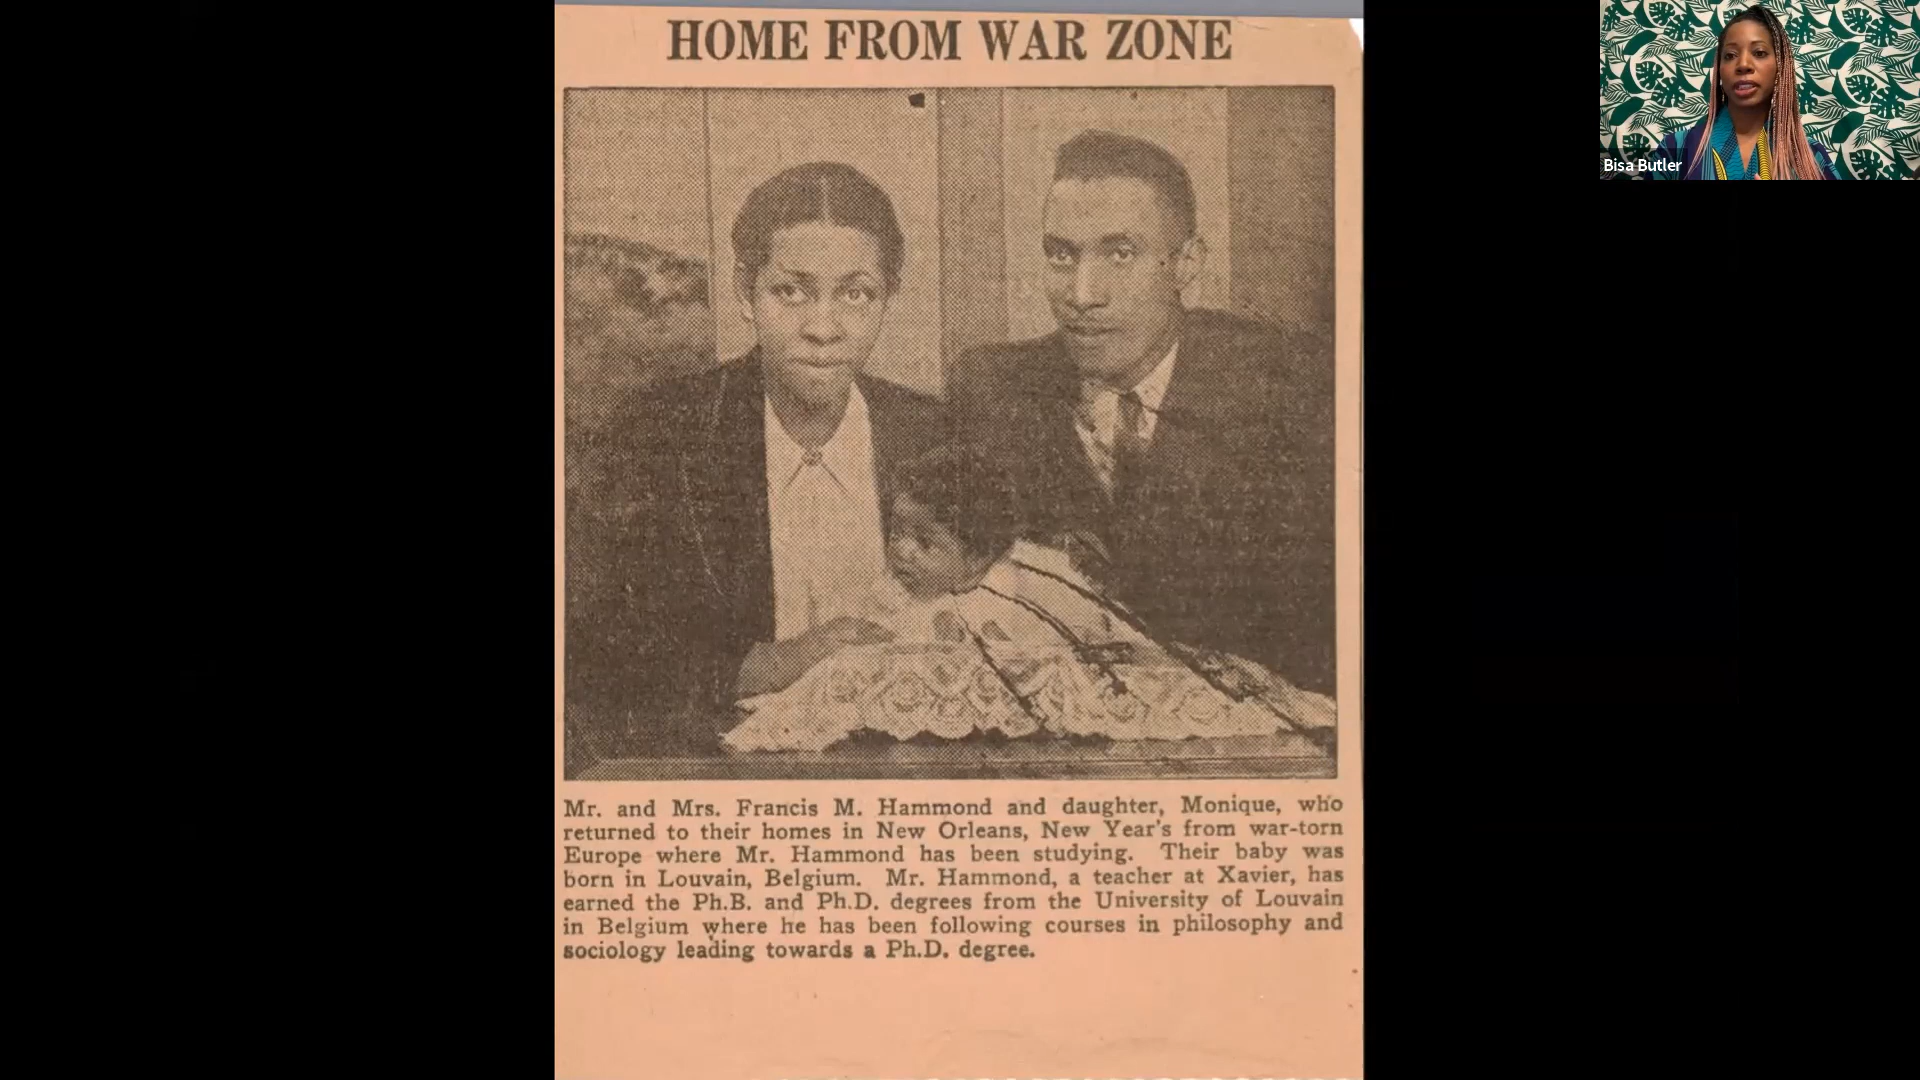 HOME FROM WAR ZONE
Bisa Butler
Mr. and Mrs. Francis M. Hammond and daughter, Monique, who
returned to their homes in New Orleans, New Year's from war-torn
Europe where Mr. Hammond has been studying. Their baby was
born in Louvain, Belgium. Mr. Hammond, a teacher at Xavier, has
earned the Ph.B. and Ph.D. degrees from the University of Louvain
in Belgium where he has been following courses in philosophy and
sociology leading towards a Ph.D. degree.